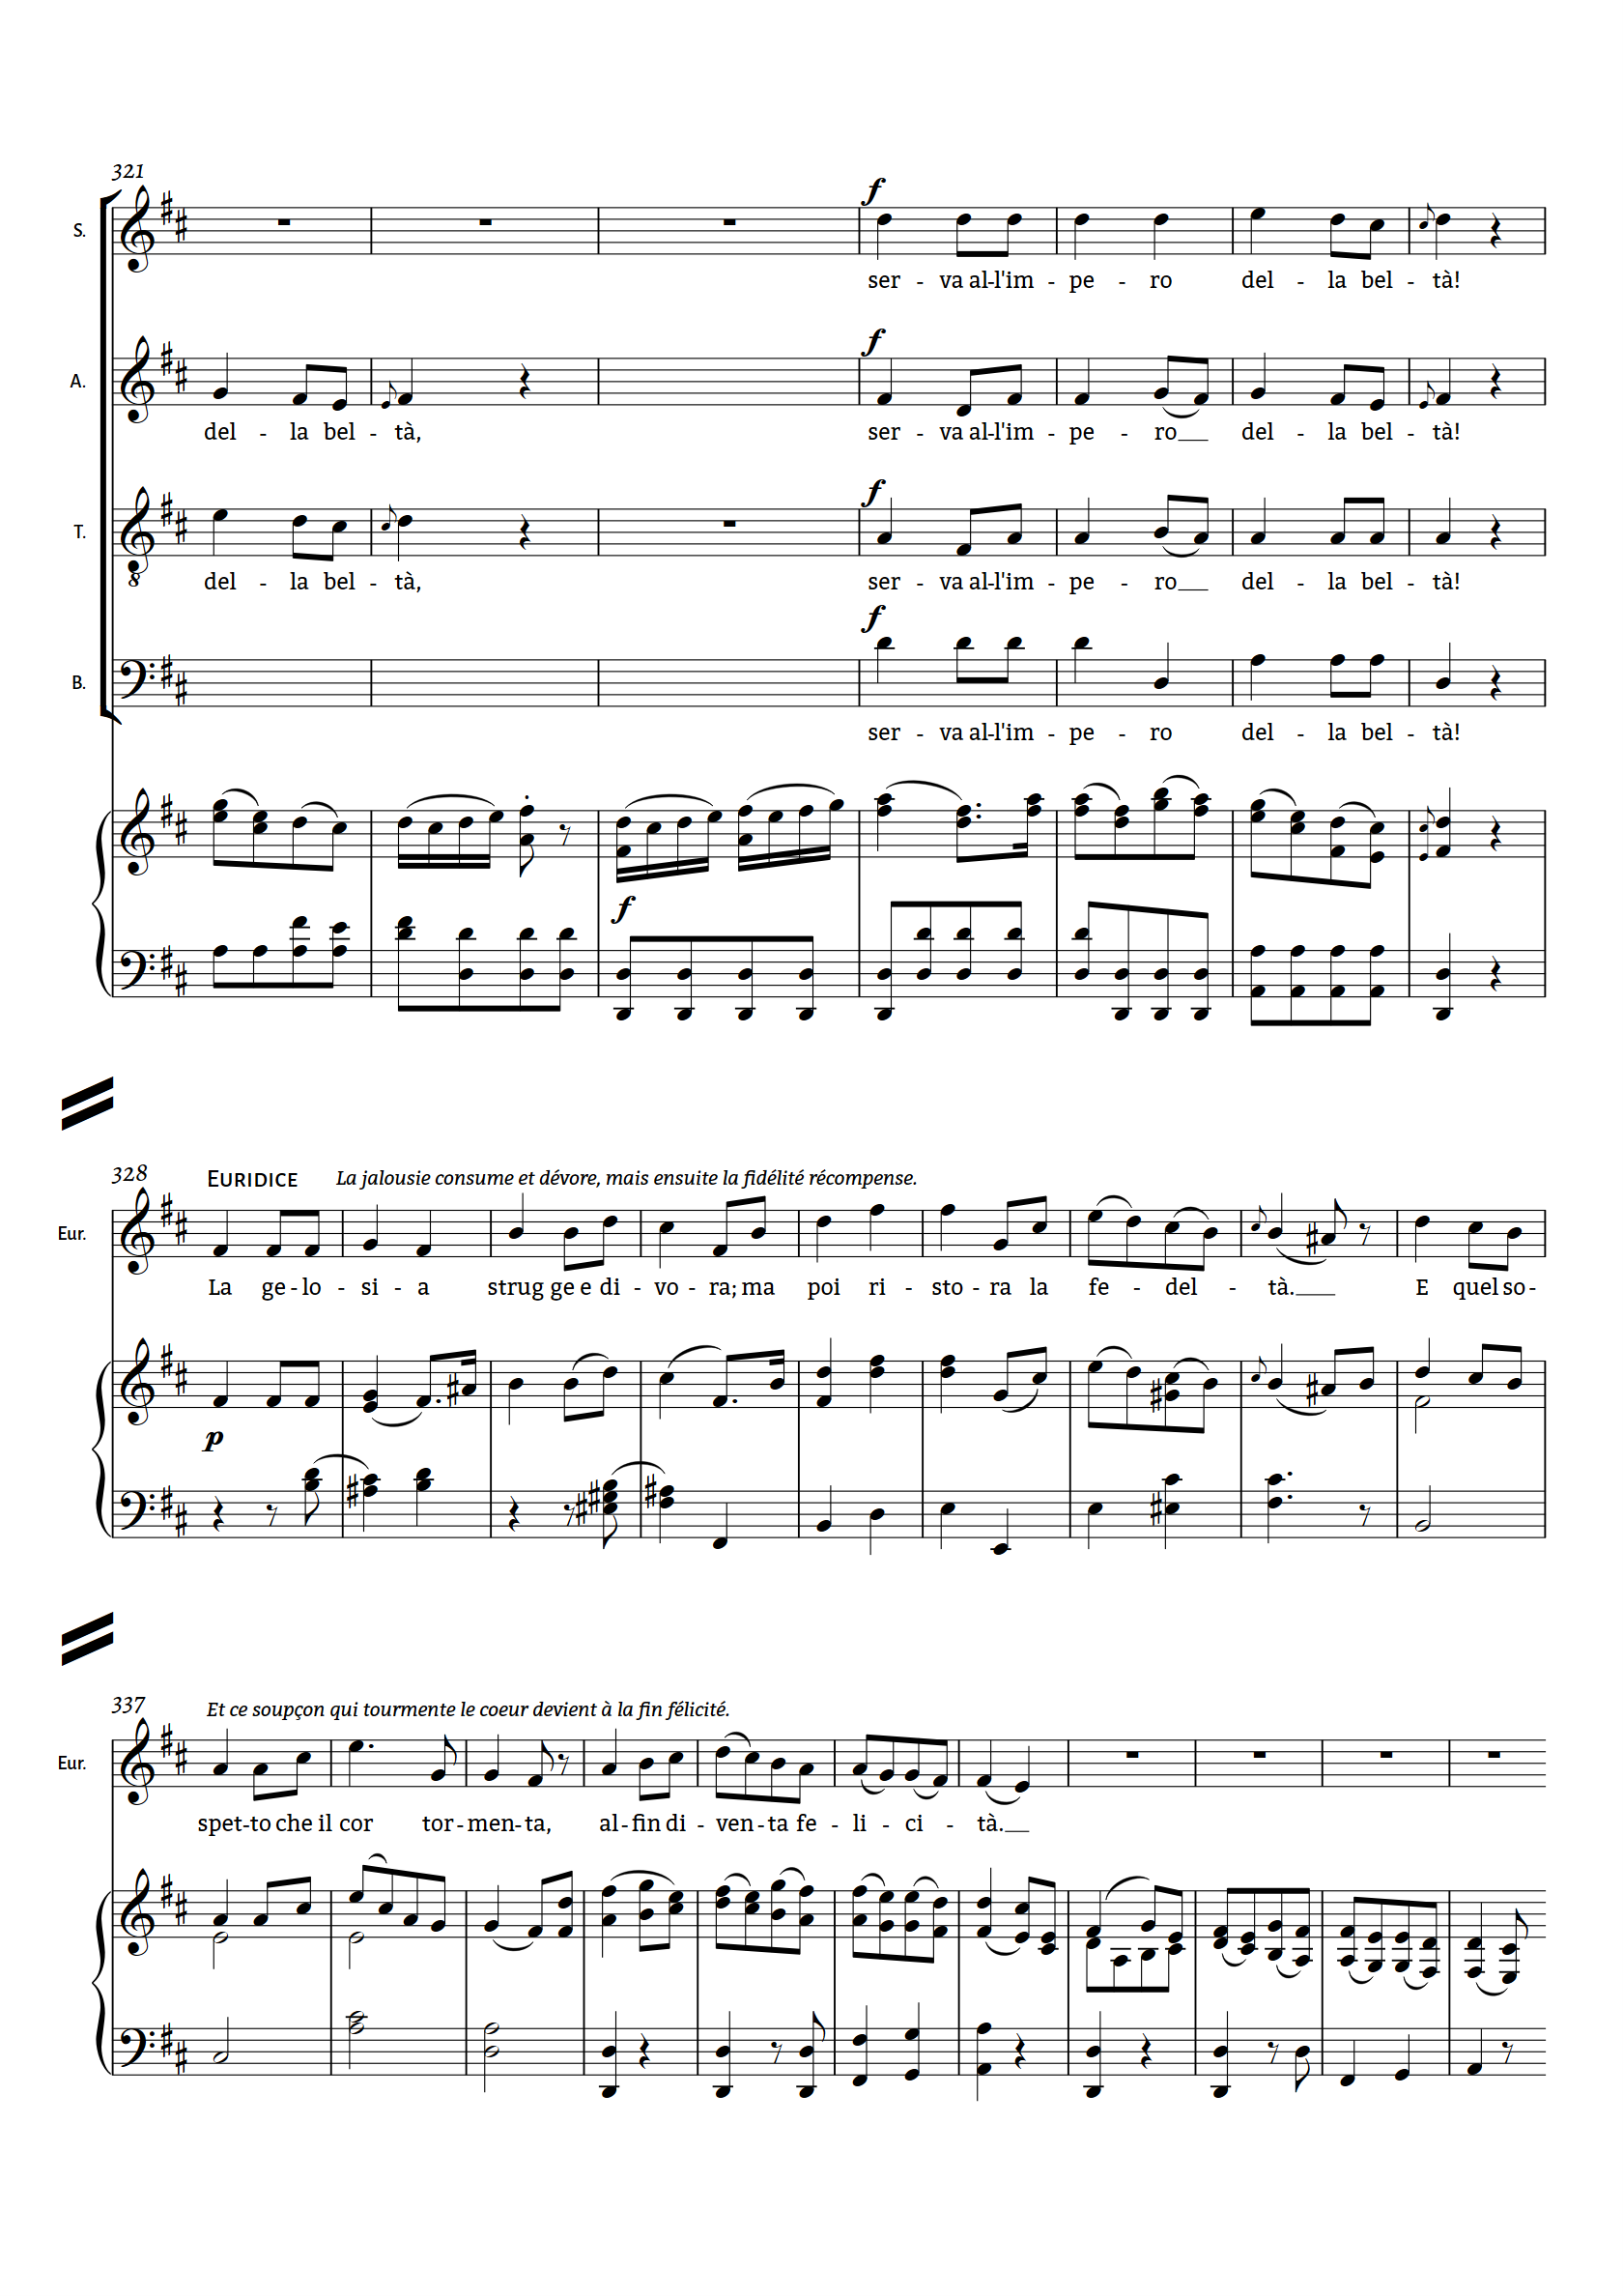 321
f
S.
ser - va al-l'im - pe - ro del - la bel - tà!
f
A.
del - la bel - tà, ser - va al-l'im - pe - ro del - la bel - tà!
f
T.
8
del - la bel - tà, ser - va al-l'im - pe - ro del - la bel - tà!
f
B.
ser - va al-l'im - pe - ro del - la bel - tà!
f
328 EURIDICE La jalousie consume et dévore, mais ensuite la fidélité récompense.
Eur.
La ge - lo - si - a strug ge e di - vo - ra; ma poi ri - sto - ra la fe - del - tà. E quel so -
p
337 Et ce soupçon qui tourmente le coeur devient à la fin félicité.
Eur.
spet-to che il cor tor - men - ta, al - fin di - ven - ta fe - li - ci - tà.